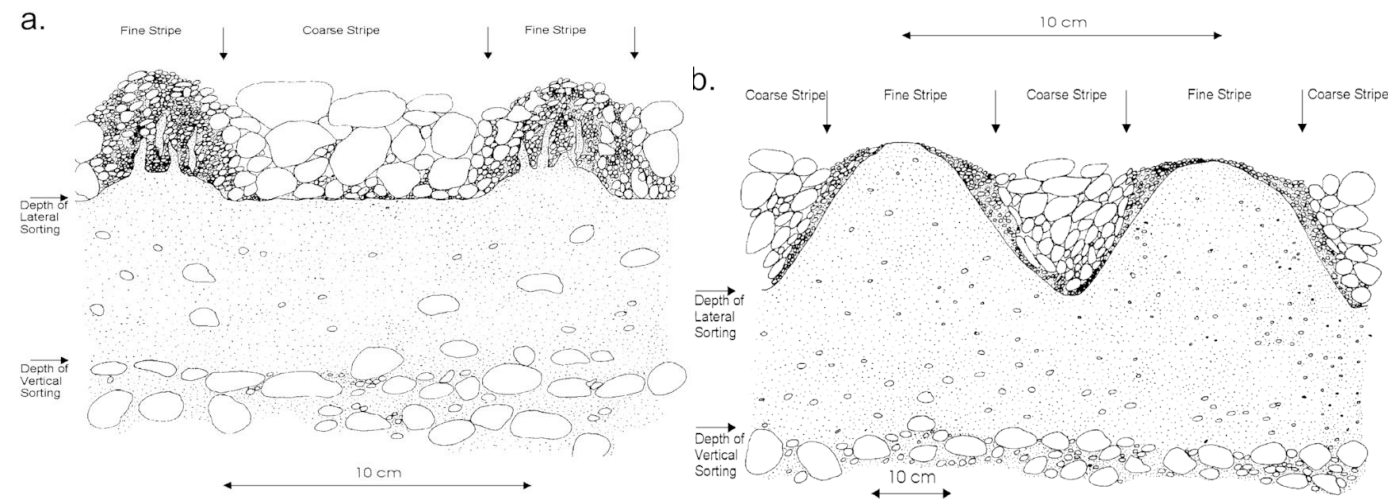 a.
Fine Stripe
Coarse Stripe
Fine Stripe
Depth of
Lateral
Sorting
Depth of
Vertical
Sorting
10 cm
b.
10 cm
Coarse Stripe
Fine Stripe
Coarse Stripe
Fine Stripe
Coarse Stripe
Depth of
Lateral
Sorting
Depth of
Vertical
Sorting
10 cm